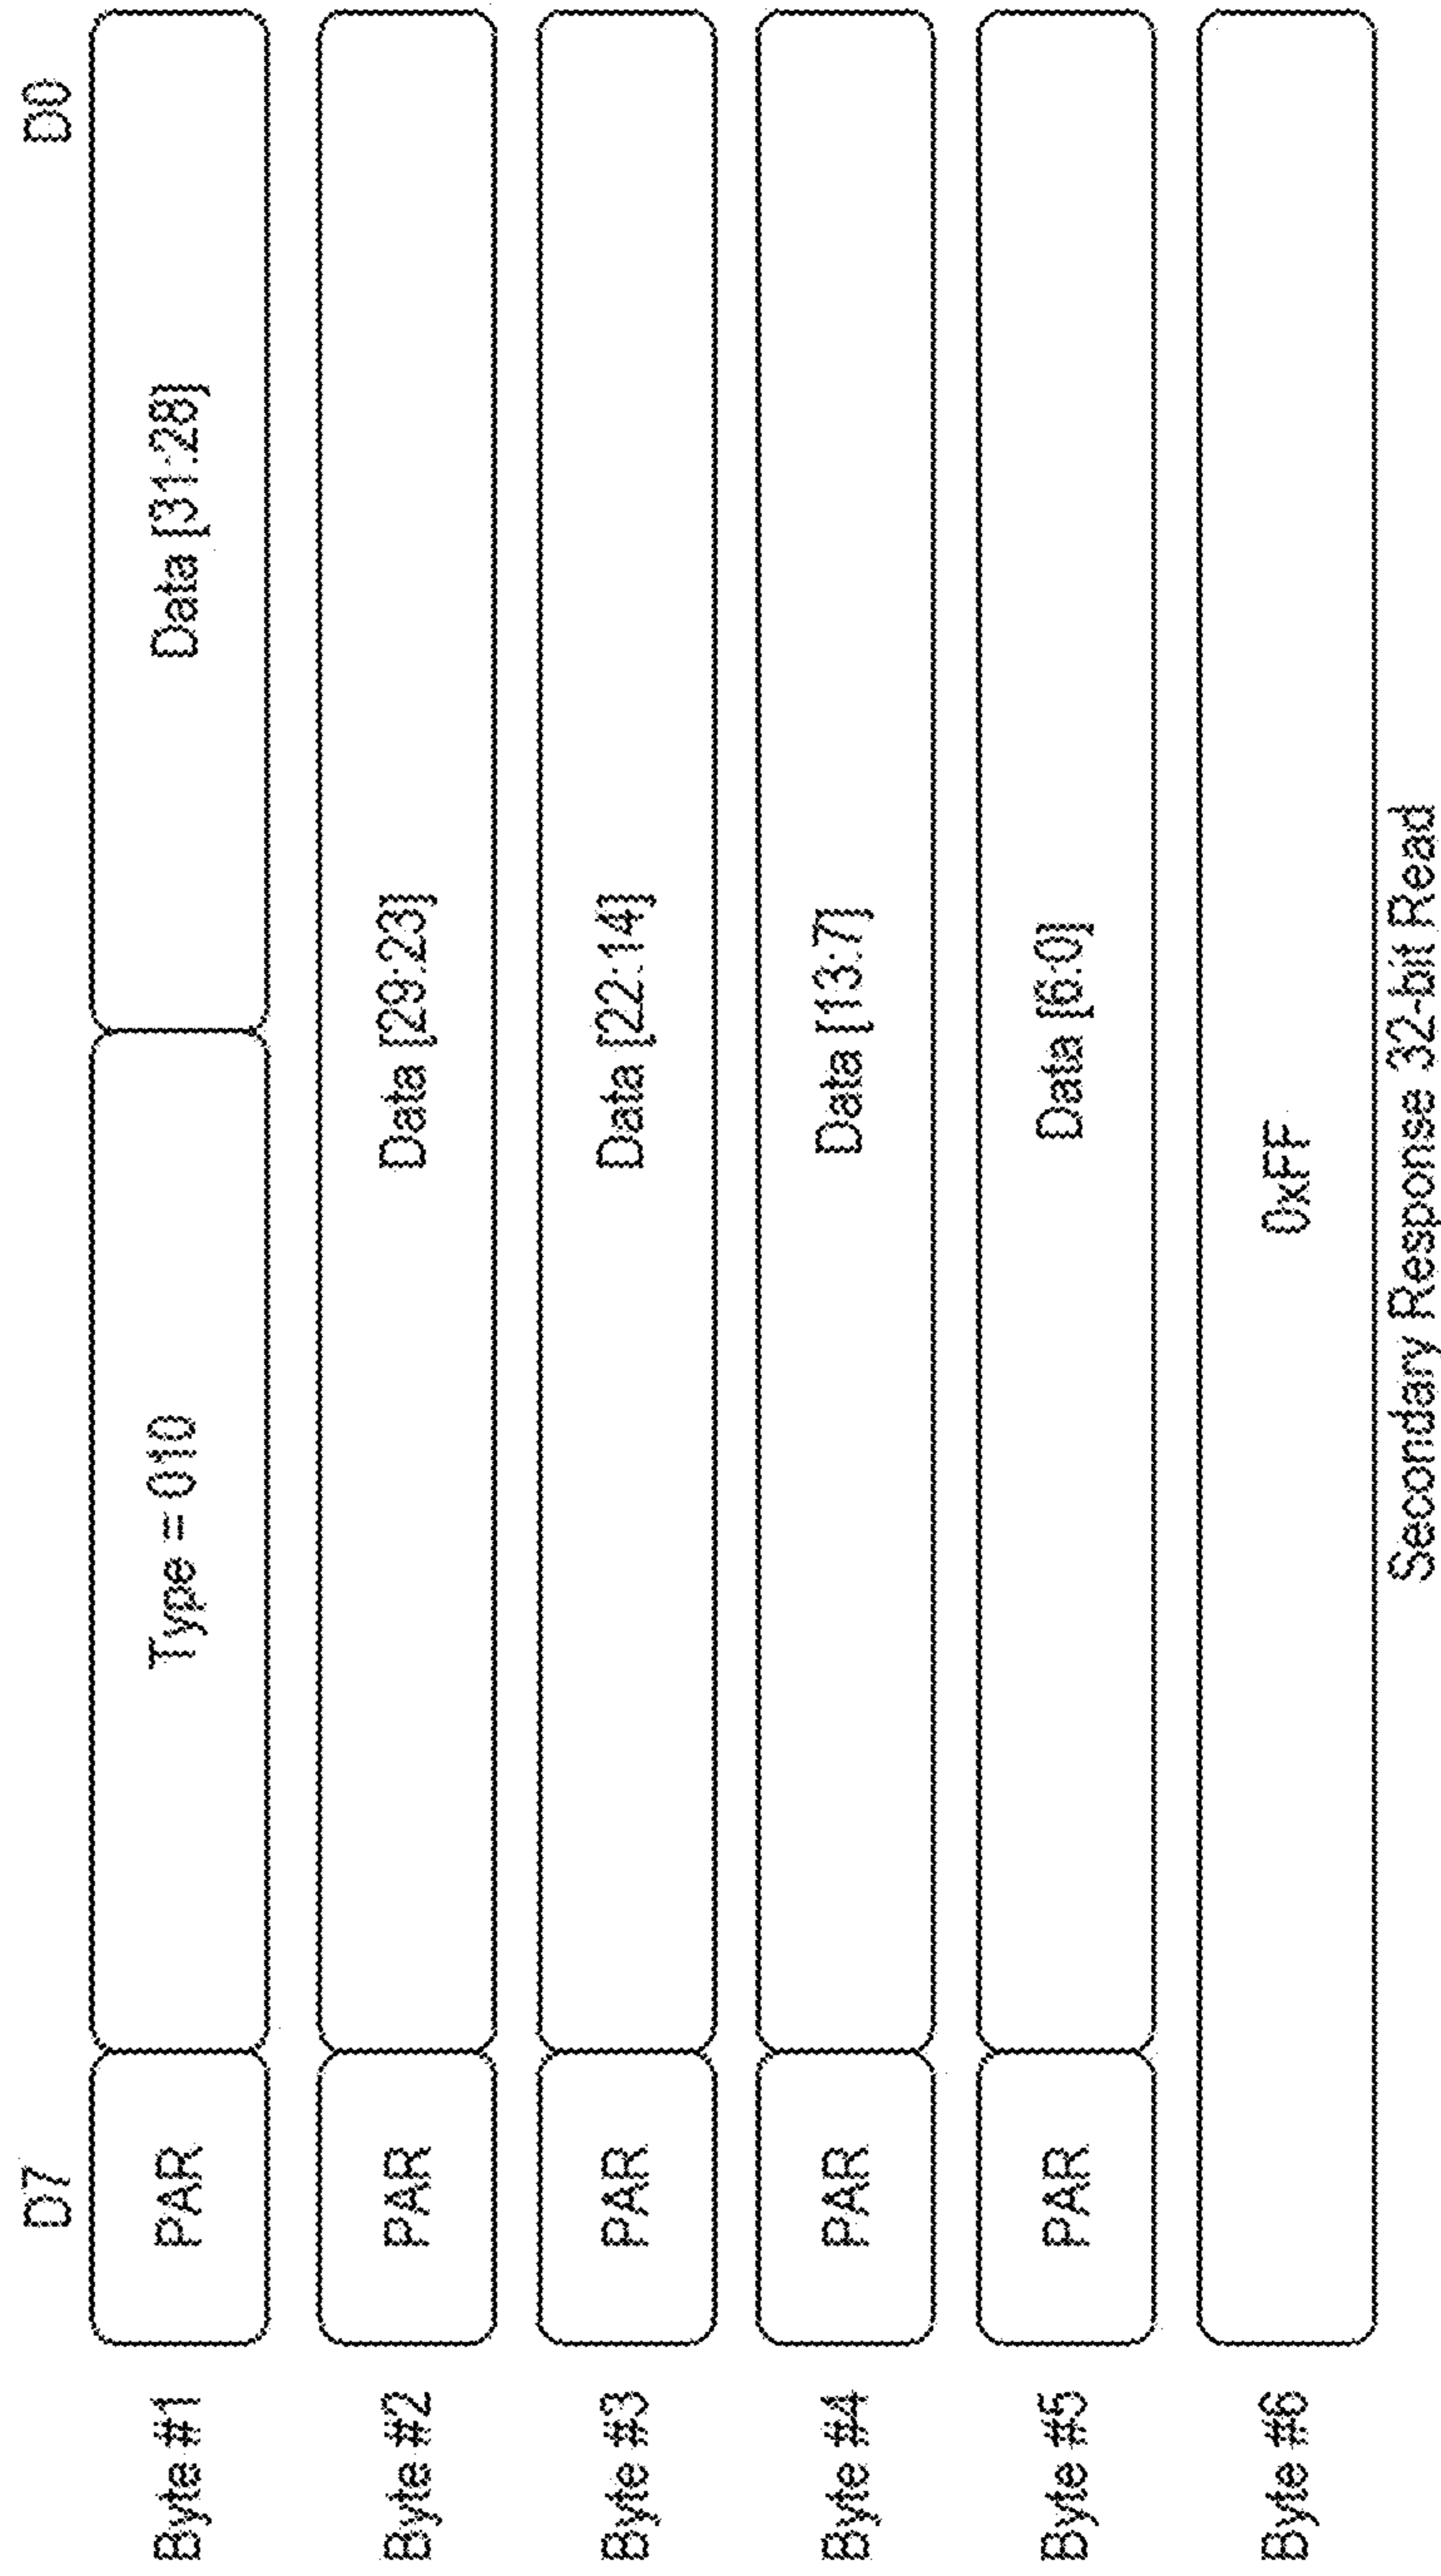 D7 D0
Byte #1 PAR Type = 010 Data [31:28]
Byte #2 PAR Data [29:23]
Byte #3 PAR Data [22:14]
Byte #4 PAR Data [13:7]
Byte #5 PAR Data [6:0]
Byte #6 0xFF
Secondary Response 32-bit Read